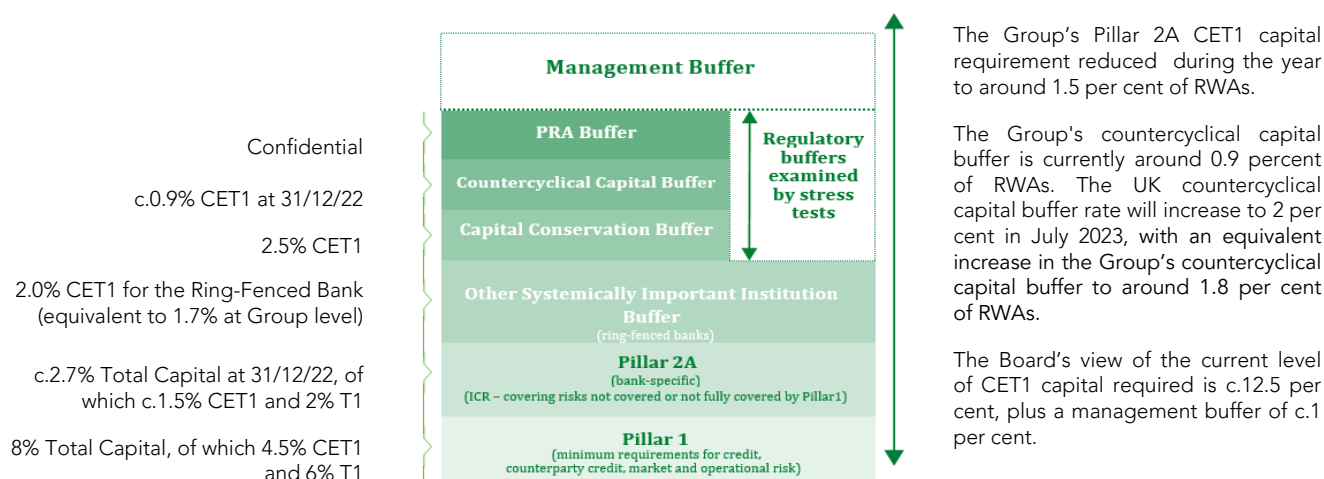 Confidential
c.0.9% CET1 at 31/12/22
2.5% CET1
2.0% CET1 for the Ring-Fenced Bank
(equivalent to 1.7% at Group level)
c.2.7% Total Capital at 31/12/22, of
which c.1.5% CET1 and 2% T1
8% Total Capital, of which 4.5% CET1
and 6% T1
Management Buffer
PRA Buffer
Countercyclical Capital Buffer
Capital Conservation Buffer
Regulatory
buffers
examined
by stress
tests
Other Systemically Important Institution
Buffer
(ring-fenced banks)
Pillar 2A
(bank-specific)
(ICR – covering risks not covered or not fully covered by Pillar1)
Pillar 1
(minimum requirements for credit,
counterparty credit, market and operational risk)
The Group’s Pillar 2A CET1 capital
requirement reduced during the year
to around 1.5 per cent of RWAs.
The Group's countercyclical capital
buffer is currently around 0.9 percent
of RWAs. The UK countercyclical
capital buffer rate will increase to 2 per
cent in July 2023, with an equivalent
increase in the Group’s countercyclical
capital buffer to around 1.8 per cent
of RWAs.
The Board’s view of the current level
of CET1 capital required is c.12.5 per
cent, plus a management buffer of c.1
per cent.